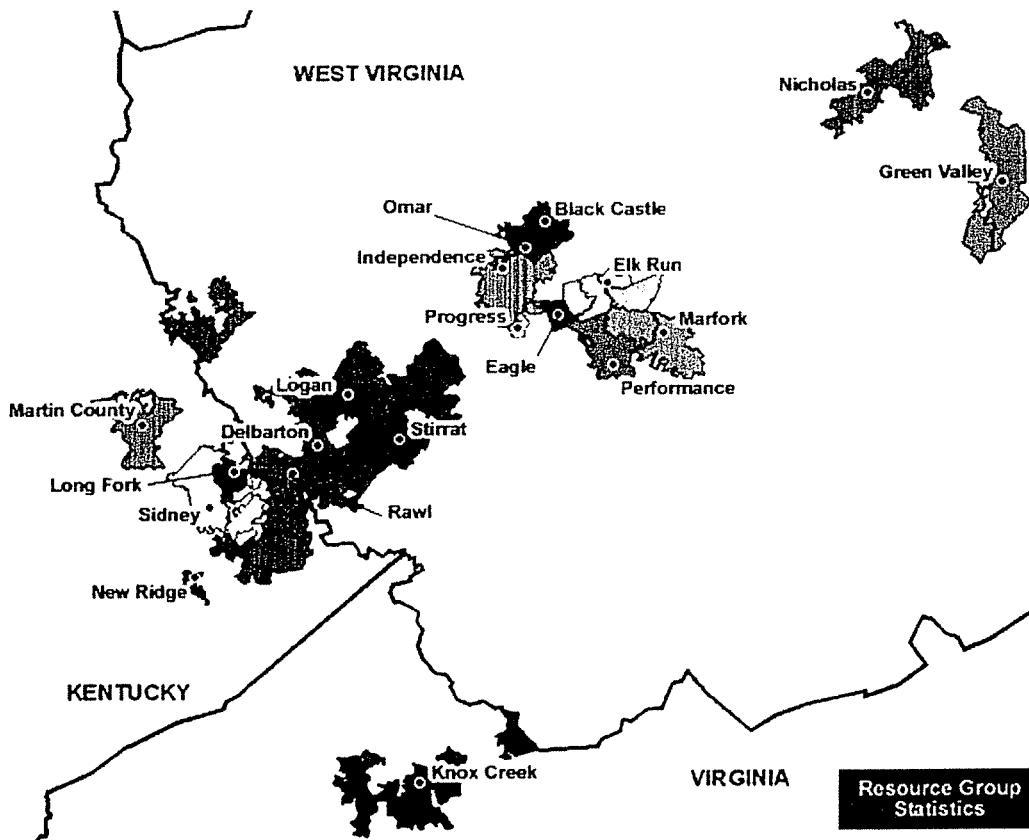 WEST VIRGINIA
Nicholas
Green Valley
Omar
Black Castle
Independence
Elk Run
Progress
Marfork
Eagle
Performance
Logan
Martin County
Delbarton
Stirrat
Long Fork
Sidney
Rawl
New Ridge
KENTUCKY
Knox Creek
VIRGINIA
Resource Group
Statistics